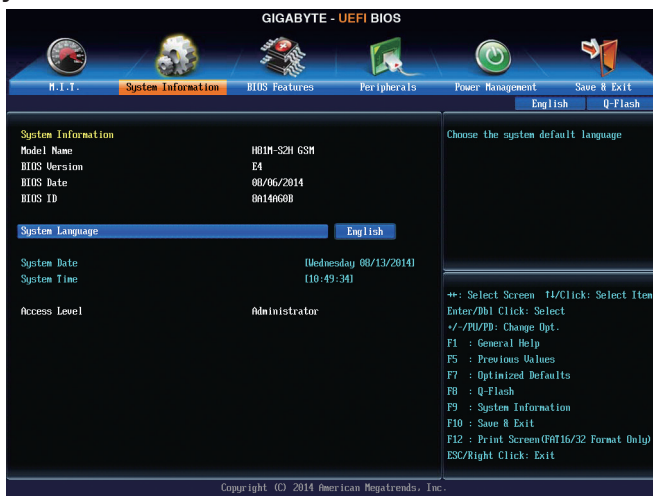 GIGABYTE - UEFI BIOS
M.I.T. System Information BIOS Features Peripherals Power Management Save & Exit
English Q-Flash
System Information
Model Name H81M-S2H GSM
BIOS Version E4
BIOS Date 08/06/2014
BIOS ID 8A14AG0B
System Language English
System Date [Wednesday 08/13/2014]
System Time [10:49:34]
Access Level Administrator
Choose the system default language
→←: Select Screen ↑↓/Click: Select Item
Enter/Dbl Click: Select
+/-/PU/PD: Change Opt.
F1 : General Help
F5 : Previous Values
F7 : Optimized Defaults
F8 : Q-Flash
F9 : System Information
F10 : Save & Exit
F12 : Print Screen(FAT16/32 Format Only)
ESC/Right Click: Exit
Copyright (C) 2014 American Megatrends, Inc.